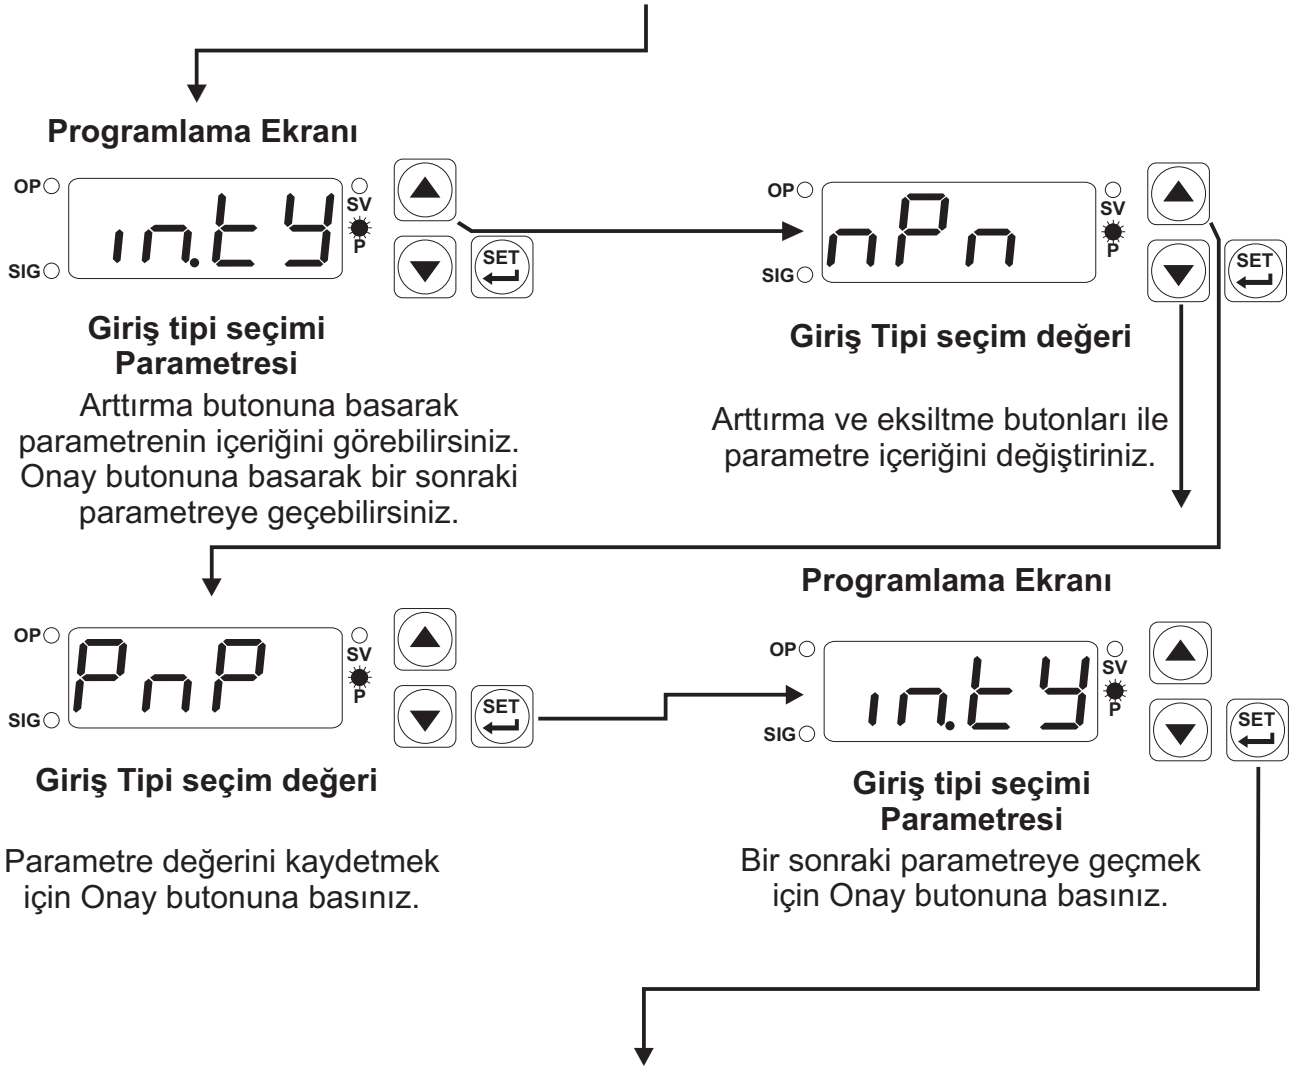 Programlama Ekranı
OP
in.ty
SV
P
SIG
SET
Giriş tipi seçimi
Parametresi
Arttırma butonuna basarak
parametrenin içeriğini görebilirsiniz.
Onay butonuna basarak bir sonraki
parametreye geçebilirsiniz.
OP
nPn
SV
P
SIG
SET
Giriş Tipi seçim değeri
Arttırma ve eksiltme butonları ile
parametre içeriğini değiştiriniz.
OP
PnP
SV
P
SIG
SET
Giriş Tipi seçim değeri
Parametre değerini kaydetmek
için Onay butonuna basınız.
Programlama Ekranı
OP
in.ty
SV
P
SIG
SET
Giriş tipi seçimi
Parametresi
Bir sonraki parametreye geçmek
için Onay butonuna basınız.